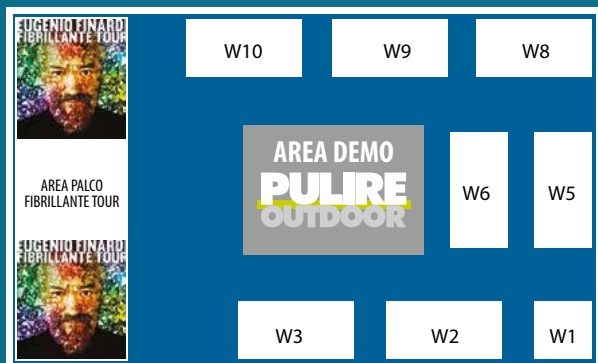 EUGENIO FINARDI
FIBRILLANTE TOUR
AREA PALCO
FIBRILLANTE TOUR
EUGENIO FINARDI
FIBRILLANTE TOUR
W10
W9
W8
AREA DEMO
PULIRE
OUTDOOR
W6
W5
W3
W2
W1